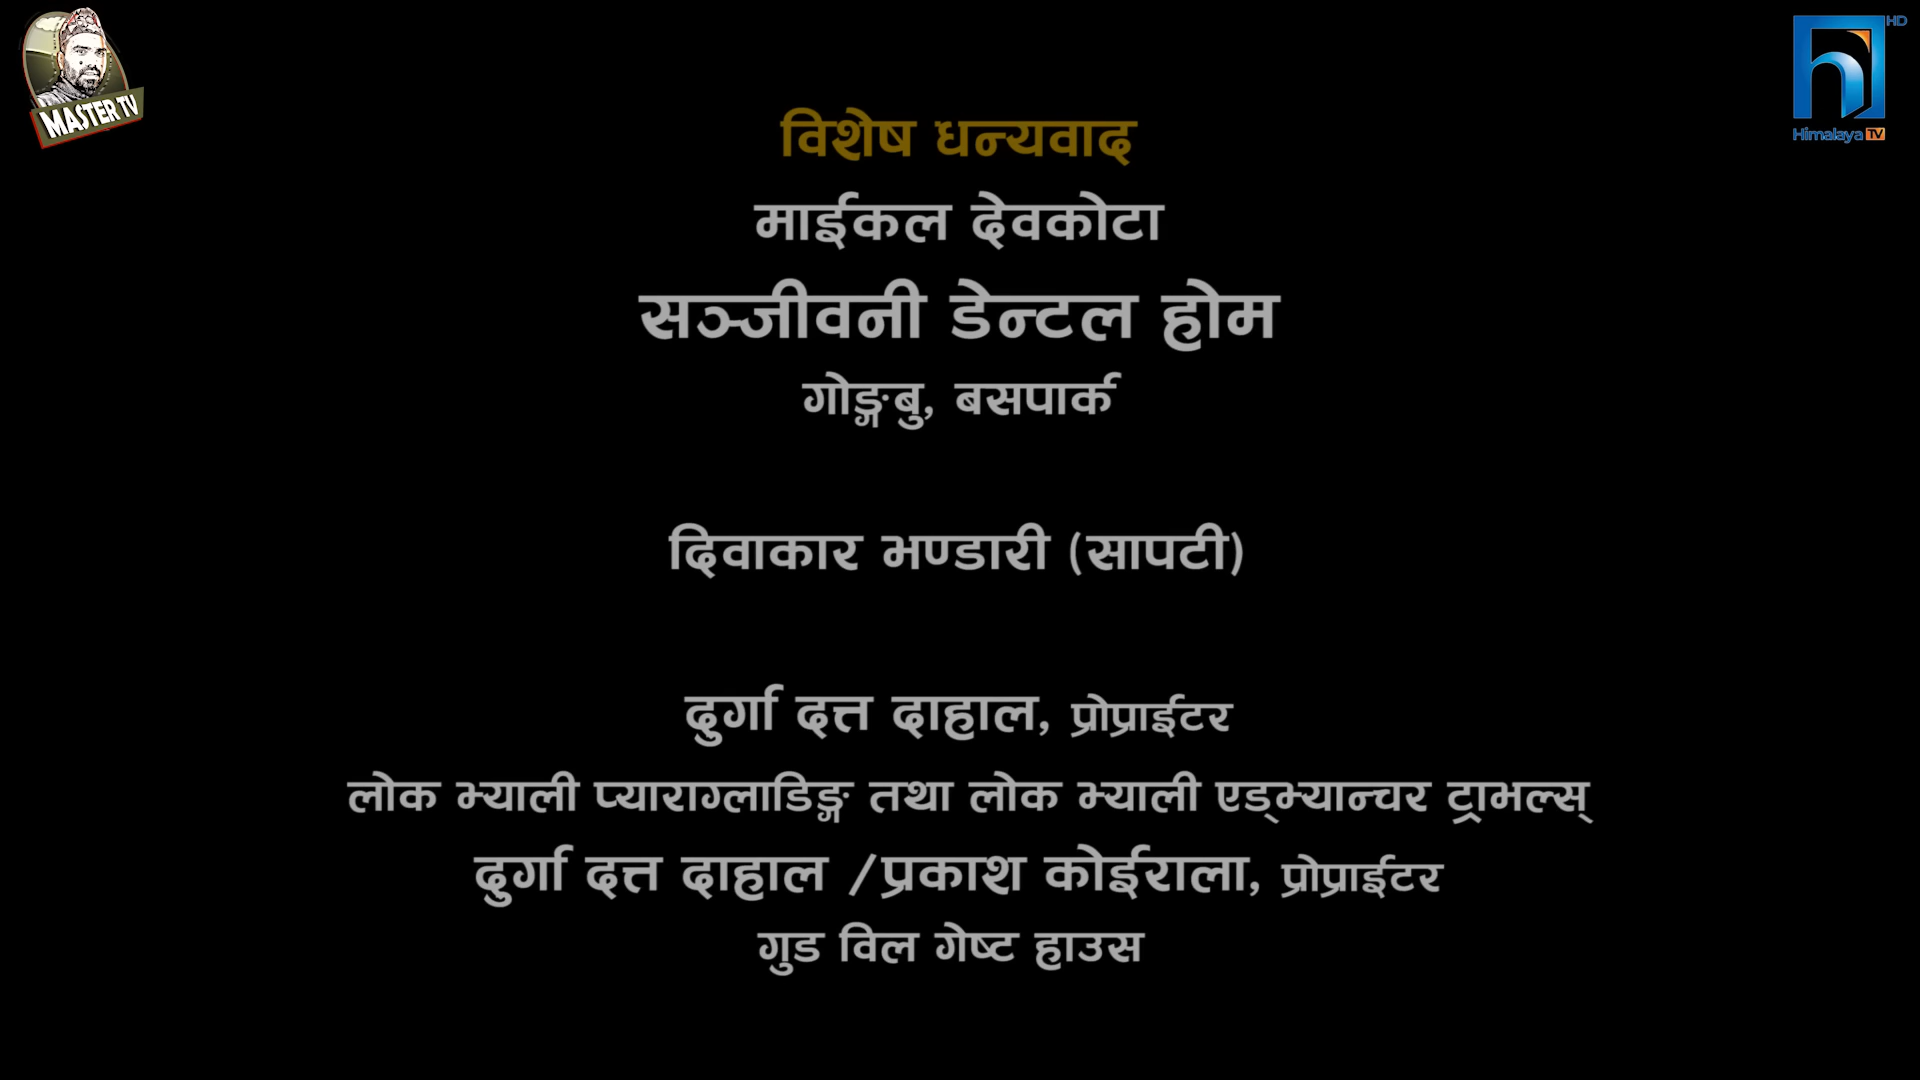 MASTER TV
HD
Himalaya TV
विशेष धन्यवाद
माईकल देवकोटा
सञ्जीवनी डेन्टल होम
गोङ्गबु, बसपार्क
दिवाकार भण्डारी (सापटी)
दुर्गा दत्त दाहाल, प्रोप्राईटर
लोक भ्याली प्याराग्लाडिङ्ग तथा लोक भ्याली एड्भ्यान्चर ट्राभल्स्
दुर्गा दत्त दाहाल /प्रकाश कोईराला, प्रोप्राईटर
गुड विल गेष्ट हाउस